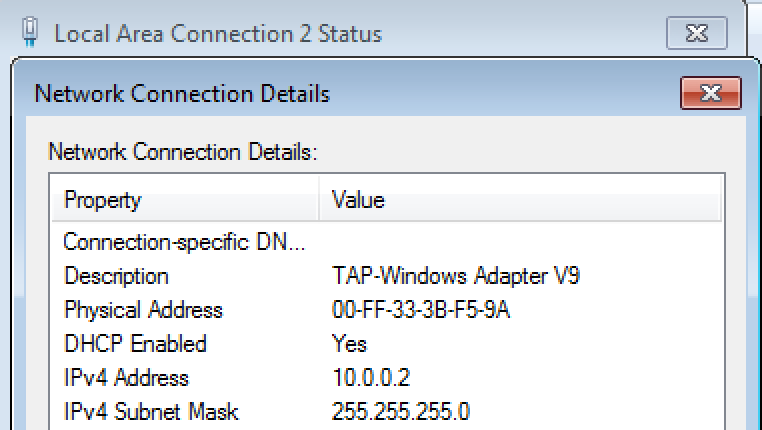 Local Area Connection 2 Status
Network Connection Details
Network Connection Details:
Property Value
Connection-specific DN...
Description TAP-Windows Adapter V9
Physical Address 00-FF-33-3B-F5-9A
DHCP Enabled Yes
IPv4 Address 10.0.0.2
IPv4 Subnet Mask 255.255.255.0